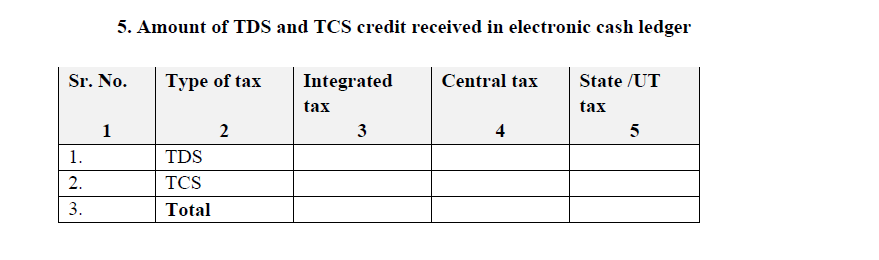 5. Amount of TDS and TCS credit received in electronic cash ledger
Sr. No. Type of tax Integrated tax Central tax State /UT tax
1 2 3 4 5
1. TDS
2. TCS
3. Total